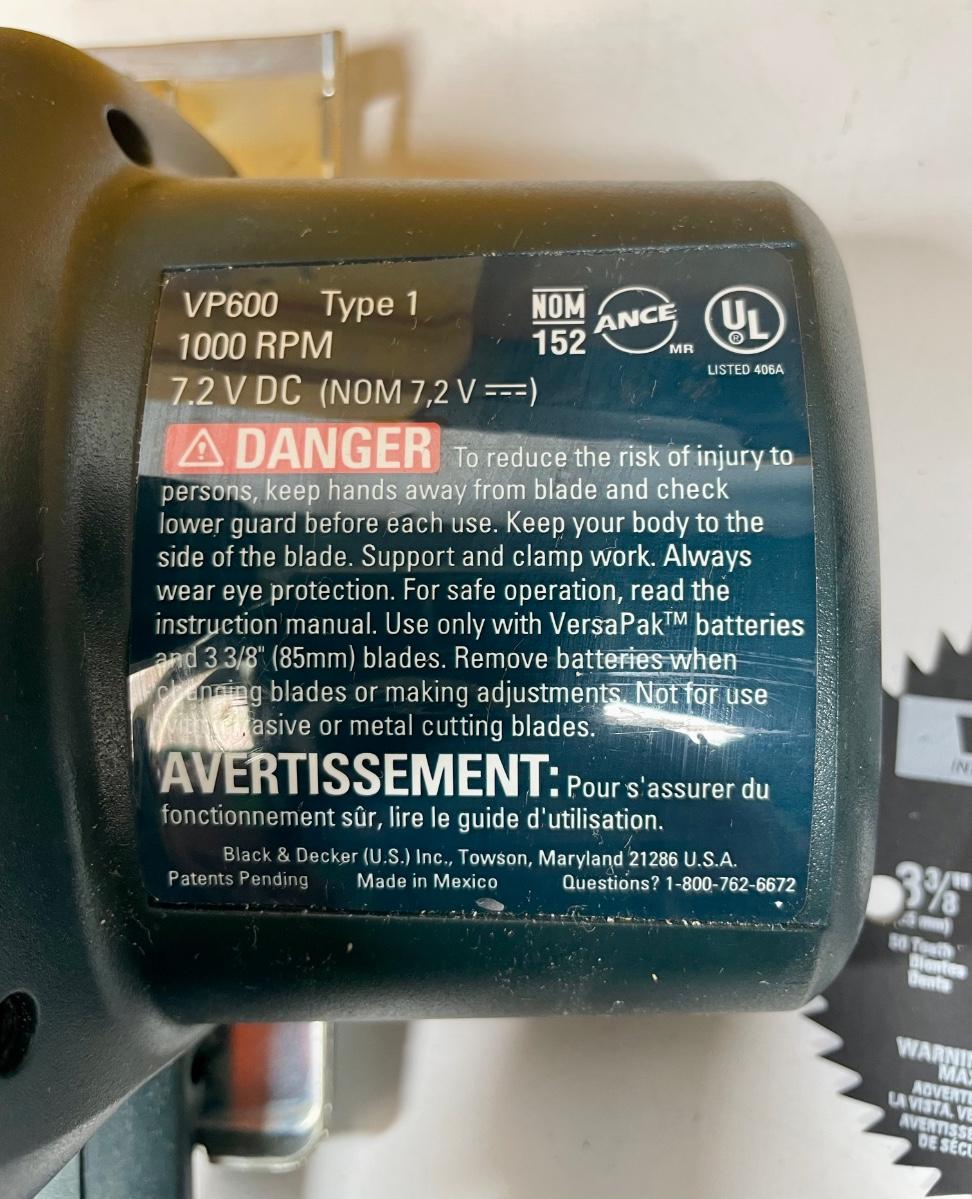 VP600 Type 1
1000 RPM
7.2 V DC (NOM 7,2 V ⎓)
NOM
152
ANCE
MR
UL
®
LISTED 406A
⚠ DANGER To reduce the risk of injury to
persons, keep hands away from blade and check
lower guard before each use. Keep your body to the
side of the blade. Support and clamp work. Always
wear eye protection. For safe operation, read the
instruction manual. Use only with VersaPak™ batteries
and 3 3/8" (85mm) blades. Remove batteries when
changing blades or making adjustments. Not for use
with abrasive or metal cutting blades.
AVERTISSEMENT: Pour s'assurer du
fonctionnement sûr, lire le guide d'utilisation.
Black & Decker (U.S.) Inc., Towson, Maryland 21286 U.S.A.
Patents Pending Made in Mexico Questions? 1-800-762-6672
3 3/8"
Teeth
Dientes
Dents
WARNIN
MA
ADVERTE
LA VISTA.
AVERTISSE
DE SÉCU